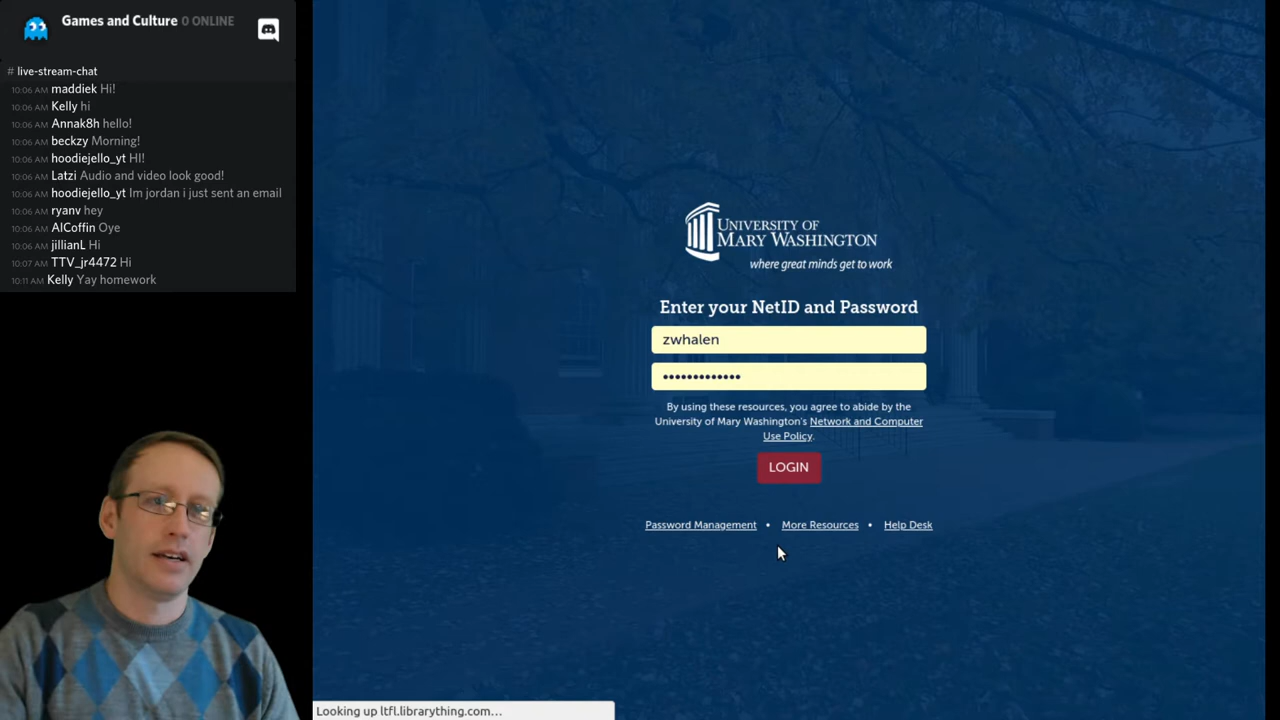 Games and Culture 0 ONLINE
# live-stream-chat
10:06 AM maddiek Hi!
10:06 AM Kelly hi
10:06 AM Annak8h hello!
10:06 AM beckzy Morning!
10:06 AM hoodiejello_yt HI!
10:06 AM Latzi Audio and video look good!
10:06 AM hoodiejello_yt Im jordan i just sent an email
10:06 AM ryanv hey
10:06 AM AlCoffin Oye
10:06 AM jillianL Hi
10:07 AM TTV_jr4472 Hi
10:11 AM Kelly Yay homework
UNIVERSITY OF
MARY WASHINGTON
where great minds get to work
Enter your NetID and Password
zwhalen
•••••••••••••
By using these resources, you agree to abide by the
University of Mary Washington's Network and Computer
Use Policy.
LOGIN
Password Management • More Resources • Help Desk
Looking up ltfl.librarything.com...